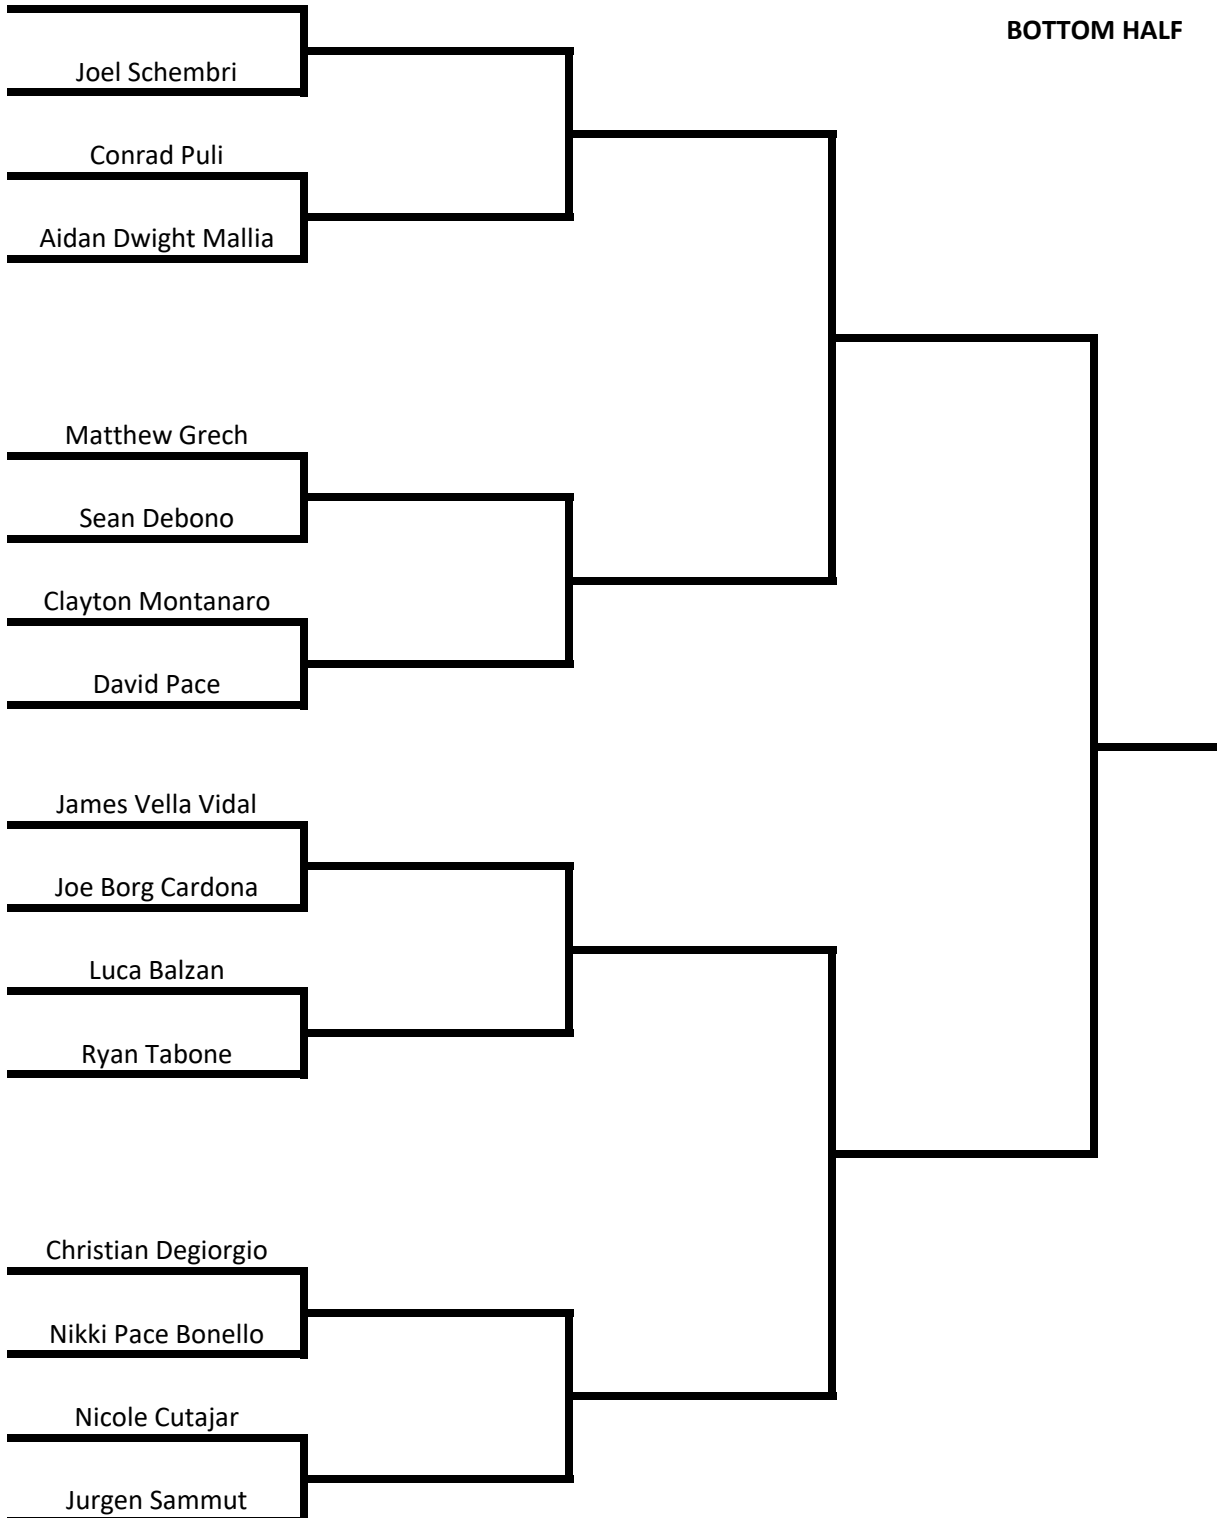 BOTTOM HALF
Joel Schembri
Conrad Puli
Aidan Dwight Mallia
Matthew Grech
Sean Debono
Clayton Montanaro
David Pace
James Vella Vidal
Joe Borg Cardona
Luca Balzan
Ryan Tabone
Christian Degiorgio
Nikki Pace Bonello
Nicole Cutajar
Jurgen Sammut